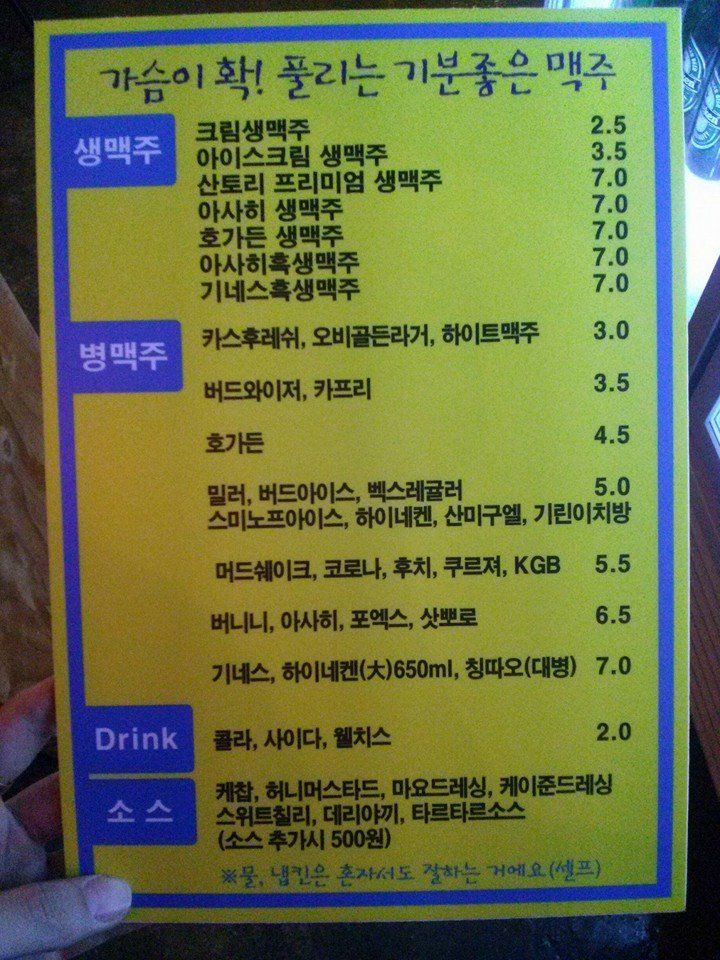 가슴이 확! 풀리는 기분좋은 맥주
생맥주
크림생맥주 2.5
아이스크림 생맥주 3.5
산토리 프리미엄 생맥주 7.0
아사히 생맥주 7.0
호가든 생맥주 7.0
아사히흑생맥주 7.0
기네스흑생맥주 7.0
병맥주
카스후레쉬, 오비골든라거, 하이트맥주 3.0
버드와이저, 카프리 3.5
호가든 4.5
밀러, 버드아이스, 벡스레귤러 5.0
스미노프아이스, 하이네켄, 산미구엘, 기린이치방
머드쉐이크, 코로나, 후치, 쿠르져, KGB 5.5
버니니, 아사히, 포엑스, 삿뽀로 6.5
기네스, 하이네켄(大)650ml, 칭따오(대병) 7.0
Drink
콜라, 사이다, 웰치스 2.0
소스
케찹, 허니머스타드, 마요드레싱, 케이준드레싱
스위트칠리, 데리야끼, 타르타르소스
(소스 추가시 500원)
※물, 냅킨은 혼자서도 잘하는 거에요(셀프)